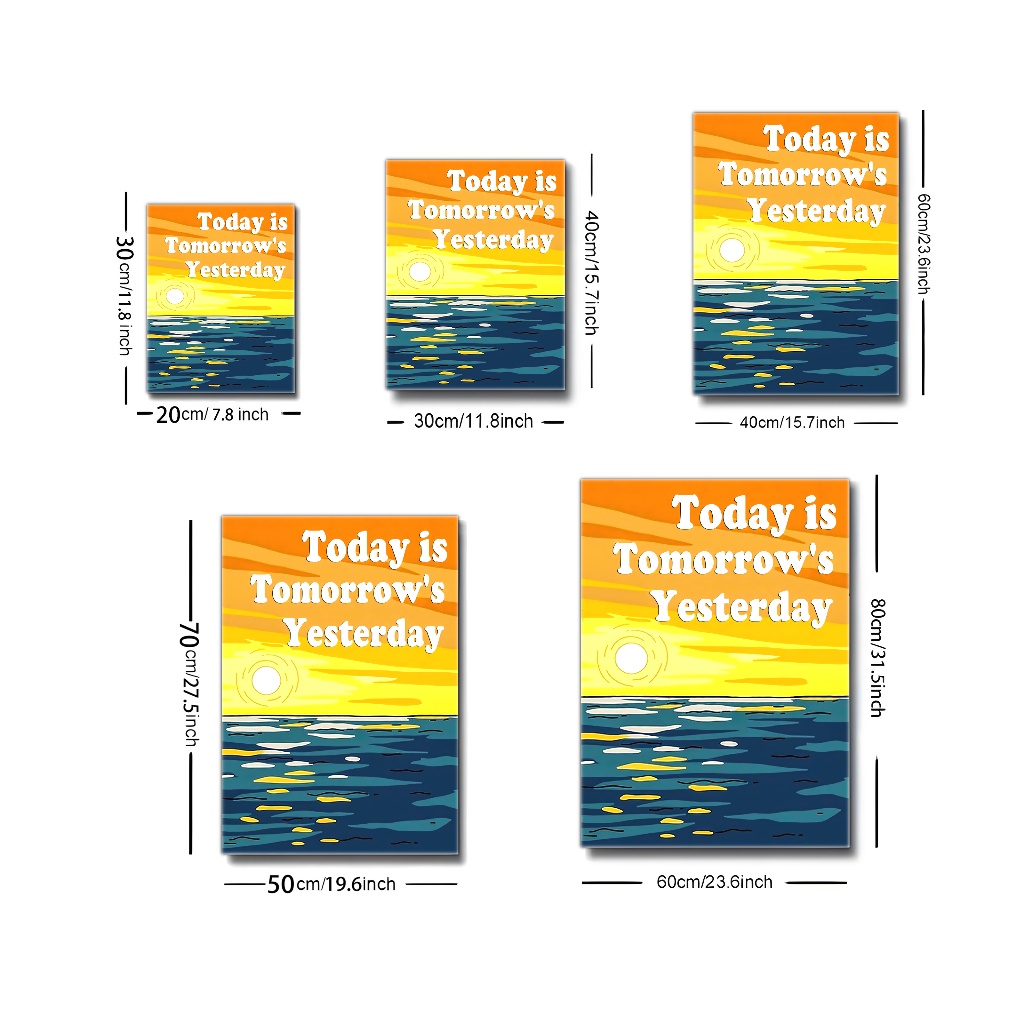 Today is
Tomorrow's
Yesterday
30cm/11.8 inch
20cm/7.8 inch
Today is
Tomorrow's
Yesterday
40cm/15.7inch
30cm/11.8inch
Today is
Tomorrow's
Yesterday
60cm/23.6inch
40cm/15.7inch
Today is
Tomorrow's
Yesterday
70cm/27.5inch
50cm/19.6inch
Today is
Tomorrow's
Yesterday
80cm/31.5inch
60cm/23.6inch